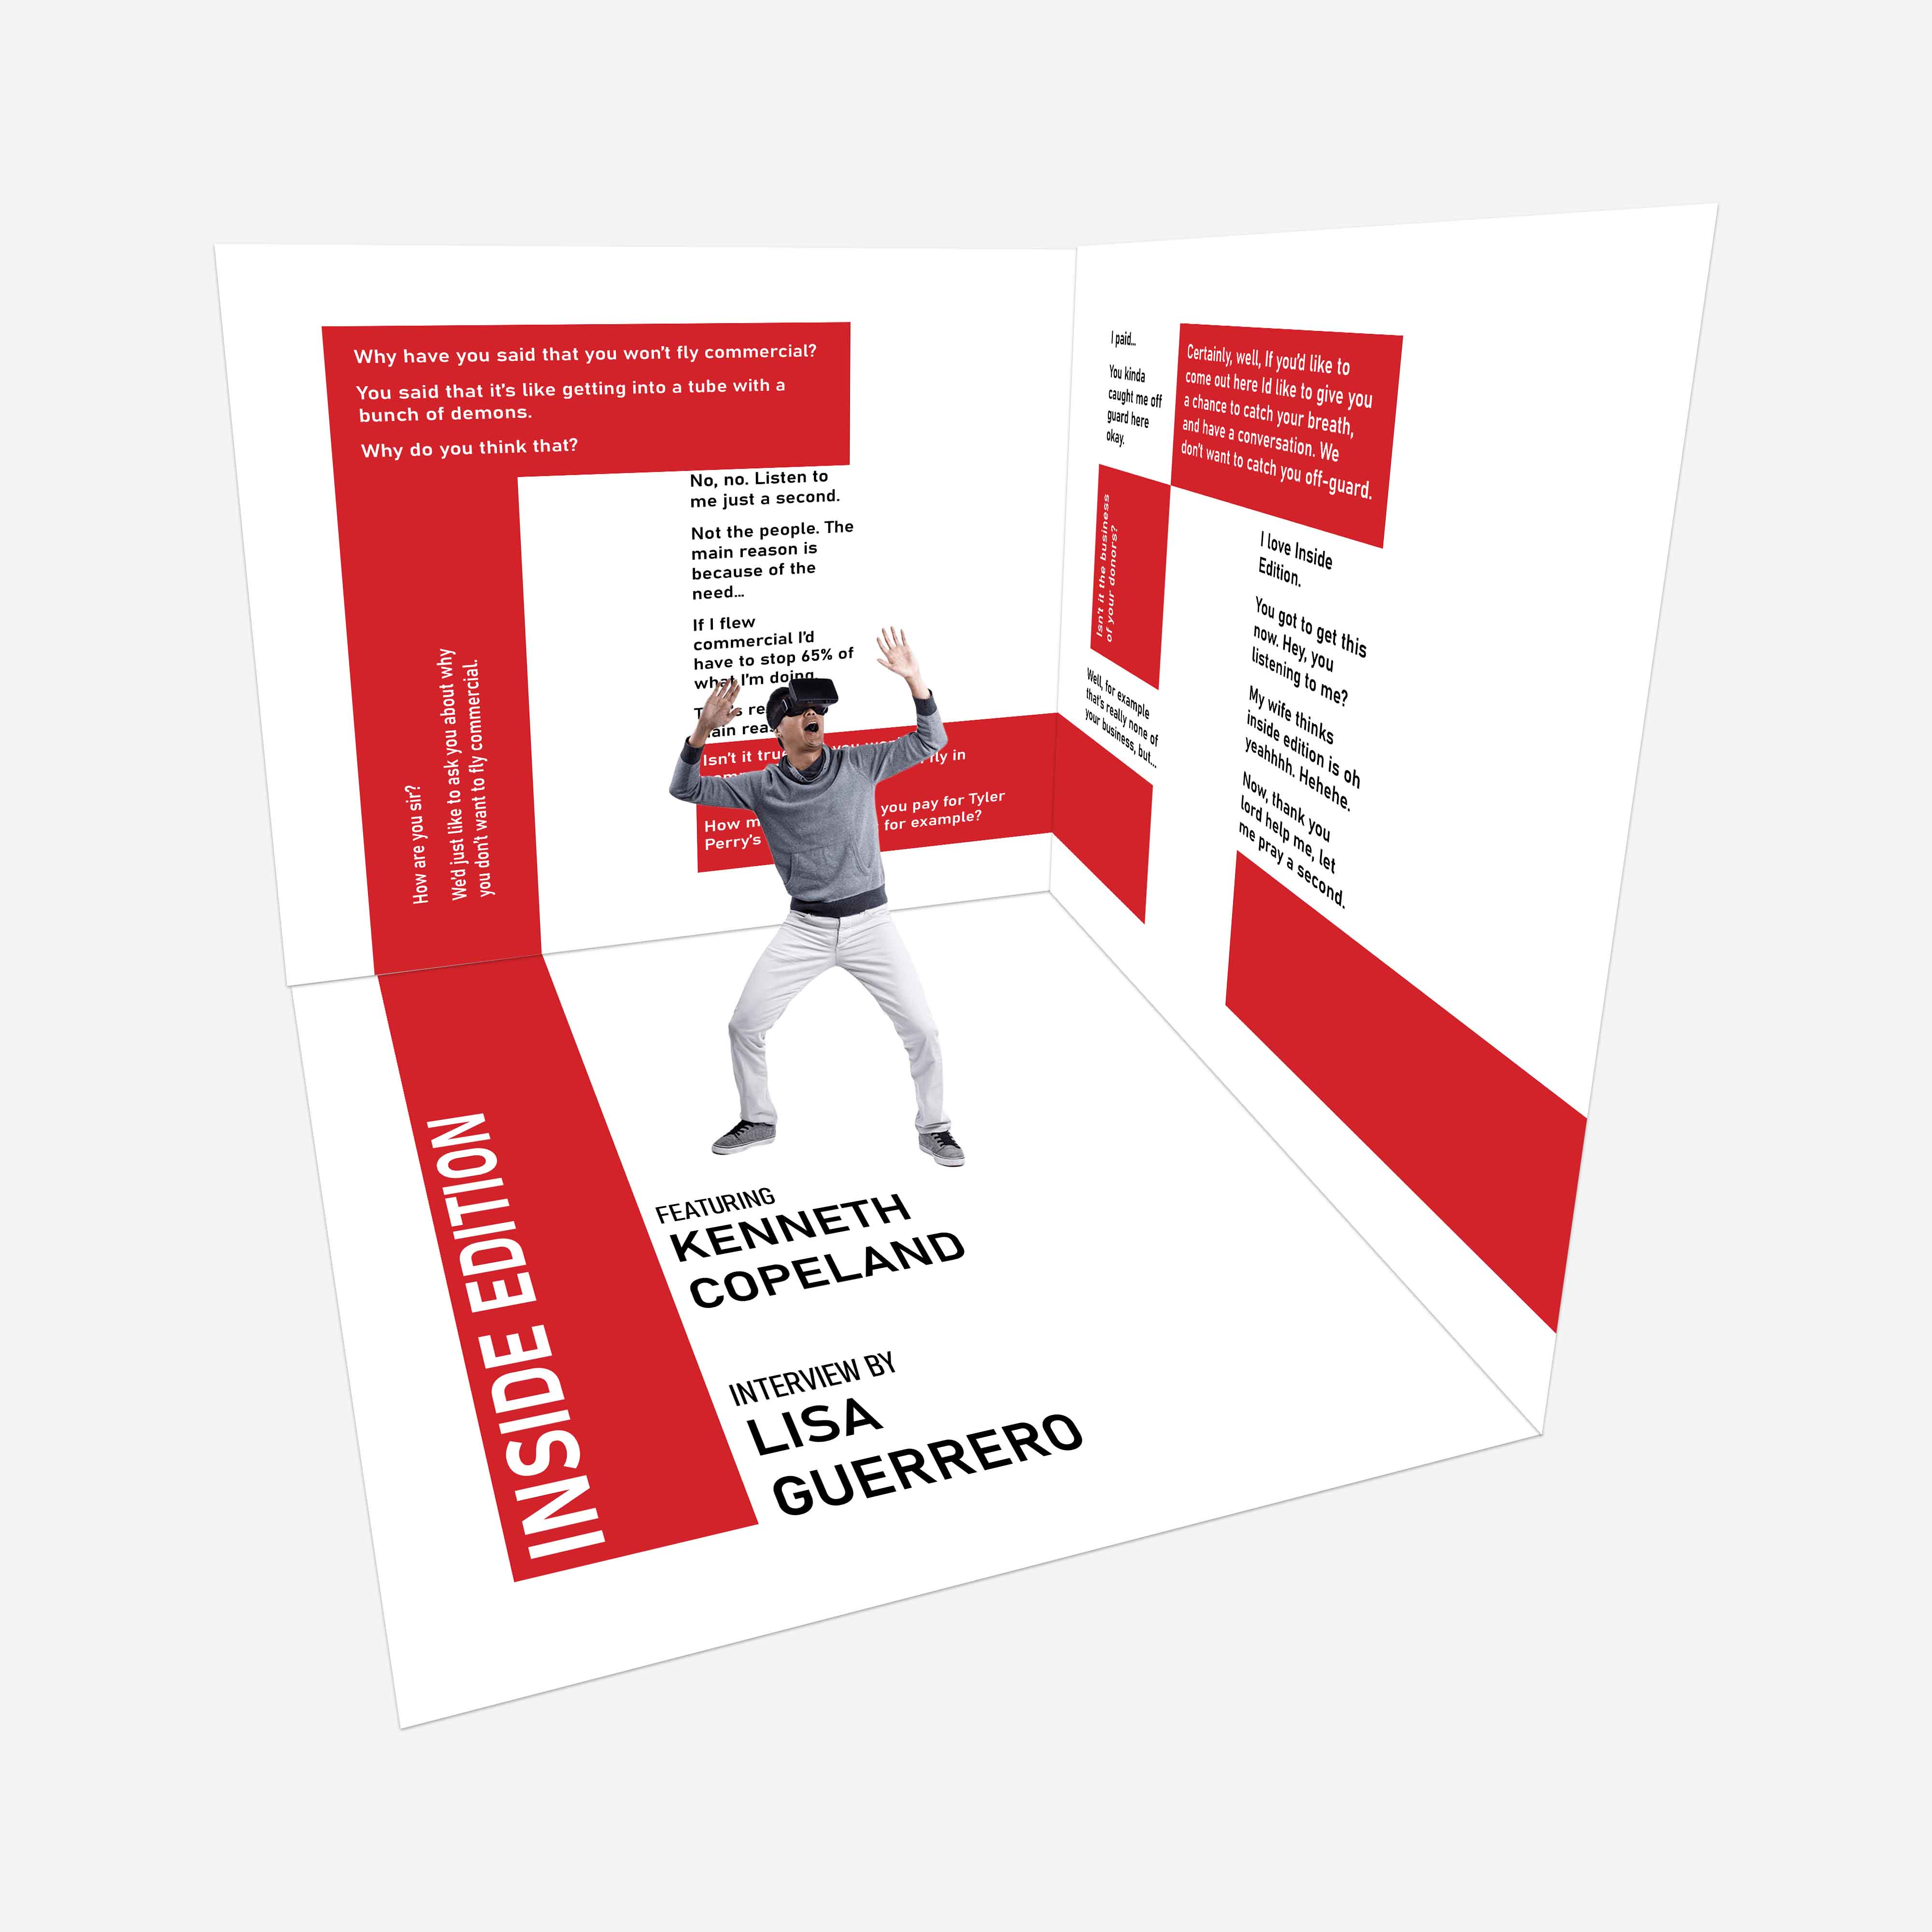 Why have you said that you won't fly commercial?
You said that it's like getting into a tube with a
bunch of demons.
Why do you think that?
How are you sir?
We'd just like to ask you about why
you don't want to fly commercial.
No, no. Listen to
me just a second.
Not the people. The
main reason is
because of the
need...
If I flew
commercial I'd
have to stop 65% of
what I'm doing
Isn't it true you fly in
How you pay for Tyler
Perry's for example?
I paid...
You kinda
caught me off
guard here
okay.
Certainly, well, If you'd like to
come out here Id like to give you
a chance to catch your breath,
and have a conversation. We
don't want to catch you off-guard.
Isn't it the business
of your donors?
Well, for example
that's really none of
your business, but...
I love Inside
Edition.
You got to get this
now. Hey, you
listening to me?
My wife thinks
inside edition is oh
yeahhhh. Hehehe.
Now, thank you
lord help me, let
me pray a second.
INSIDE EDITION
FEATURING
KENNETH
COPELAND
INTERVIEW BY
LISA
GUERRERO